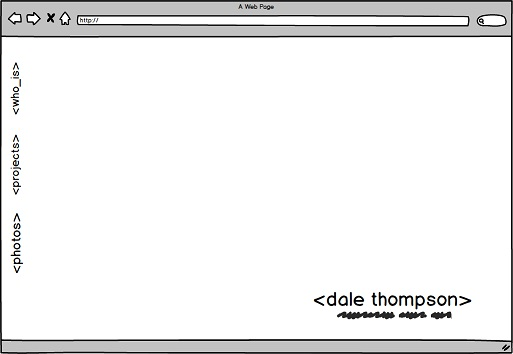 A Web Page
http://
<who_is>
<projects>
<photos>
<dale thompson>